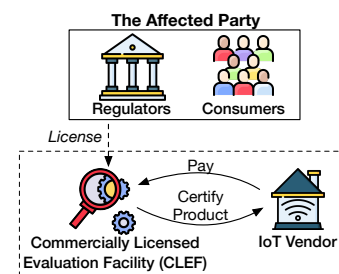 The Affected Party
Regulators
Consumers
License
Pay
Certify
Product
Commercially Licensed
Evaluation Facility (CLEF)
IoT Vendor